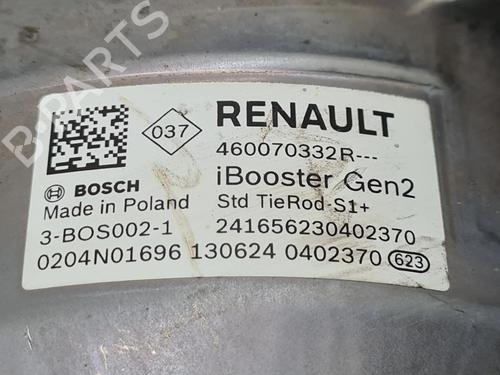 037
RENAULT
460070332R---
BOSCH
iBooster Gen2
Made in Poland
Std TieRod-S1+
3-BOS002-1
241656230402370
0204N01696 130624 0402370 623
B-PARTS